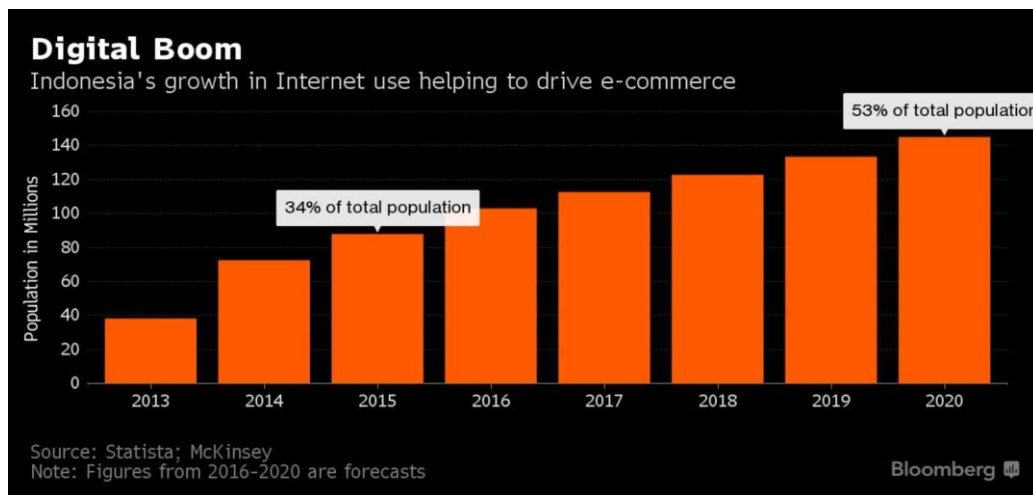 Digital Boom
Indonesia's growth in Internet use helping to drive e-commerce
160
53% of total population
140
120
34% of total population
100
80
60
40
20
0
Population in Millions
2013 2014 2015 2016 2017 2018 2019 2020
Source: Statista; McKinsey
Note: Figures from 2016-2020 are forecasts
Bloomberg